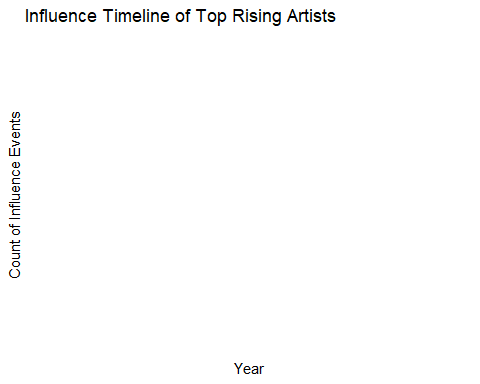 Influence Timeline of Top Rising Artists
Count of Influence Events
Year